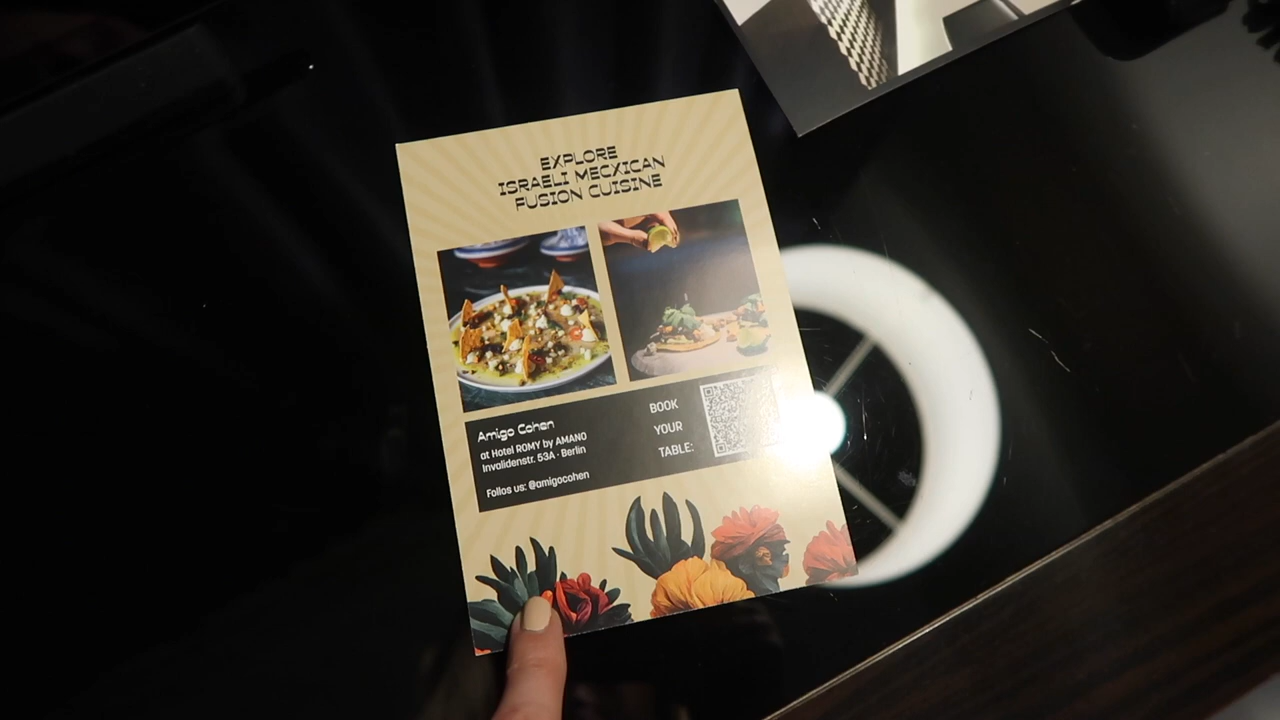 EXPLORE
ISRAELI MECXICAN
FUSION CUISINE
Amigo Cohen
at Hotel ROMY by AMANO
Invalidenstr. 53A · Berlin
Follos us: @amigocohen
BOOK
YOUR
TABLE: